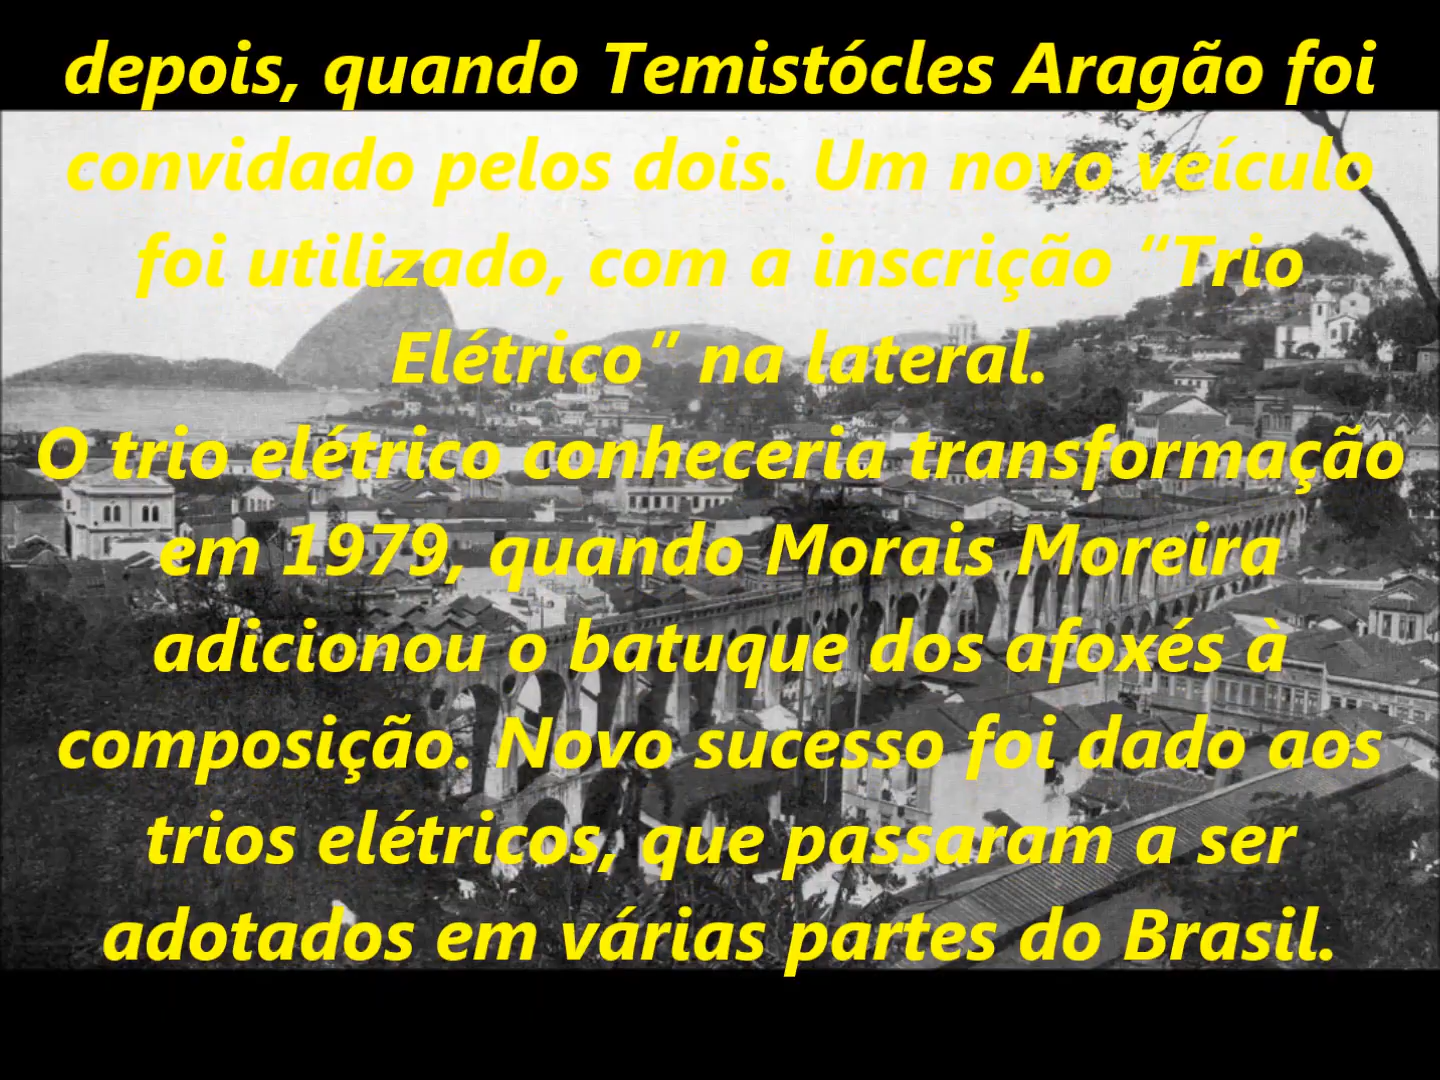 depois, quando Temistócles Aragão foi
convidado pelos dois. Um novo veículo
foi utilizado, com a inscrição “Trio
Elétrico” na lateral.
O trio elétrico conheceria transformação
em 1979, quando Morais Moreira
adicionou o batuque dos afoxés à
composição. Novo sucesso foi dado aos
trios elétricos, que passaram a ser
adotados em várias partes do Brasil.